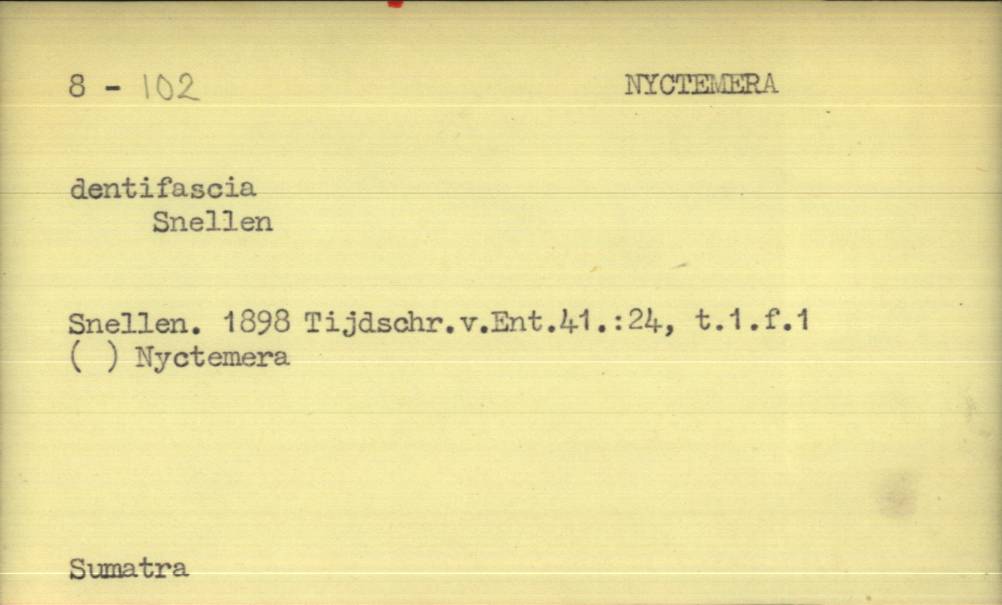 8 - 102 NYCTEMERA
dentifascia
Snellen
Snellen. 1898 Tijdschr.v.Ent.41.:24, t.1.f.1
( ) Nyctemera
Sumatra